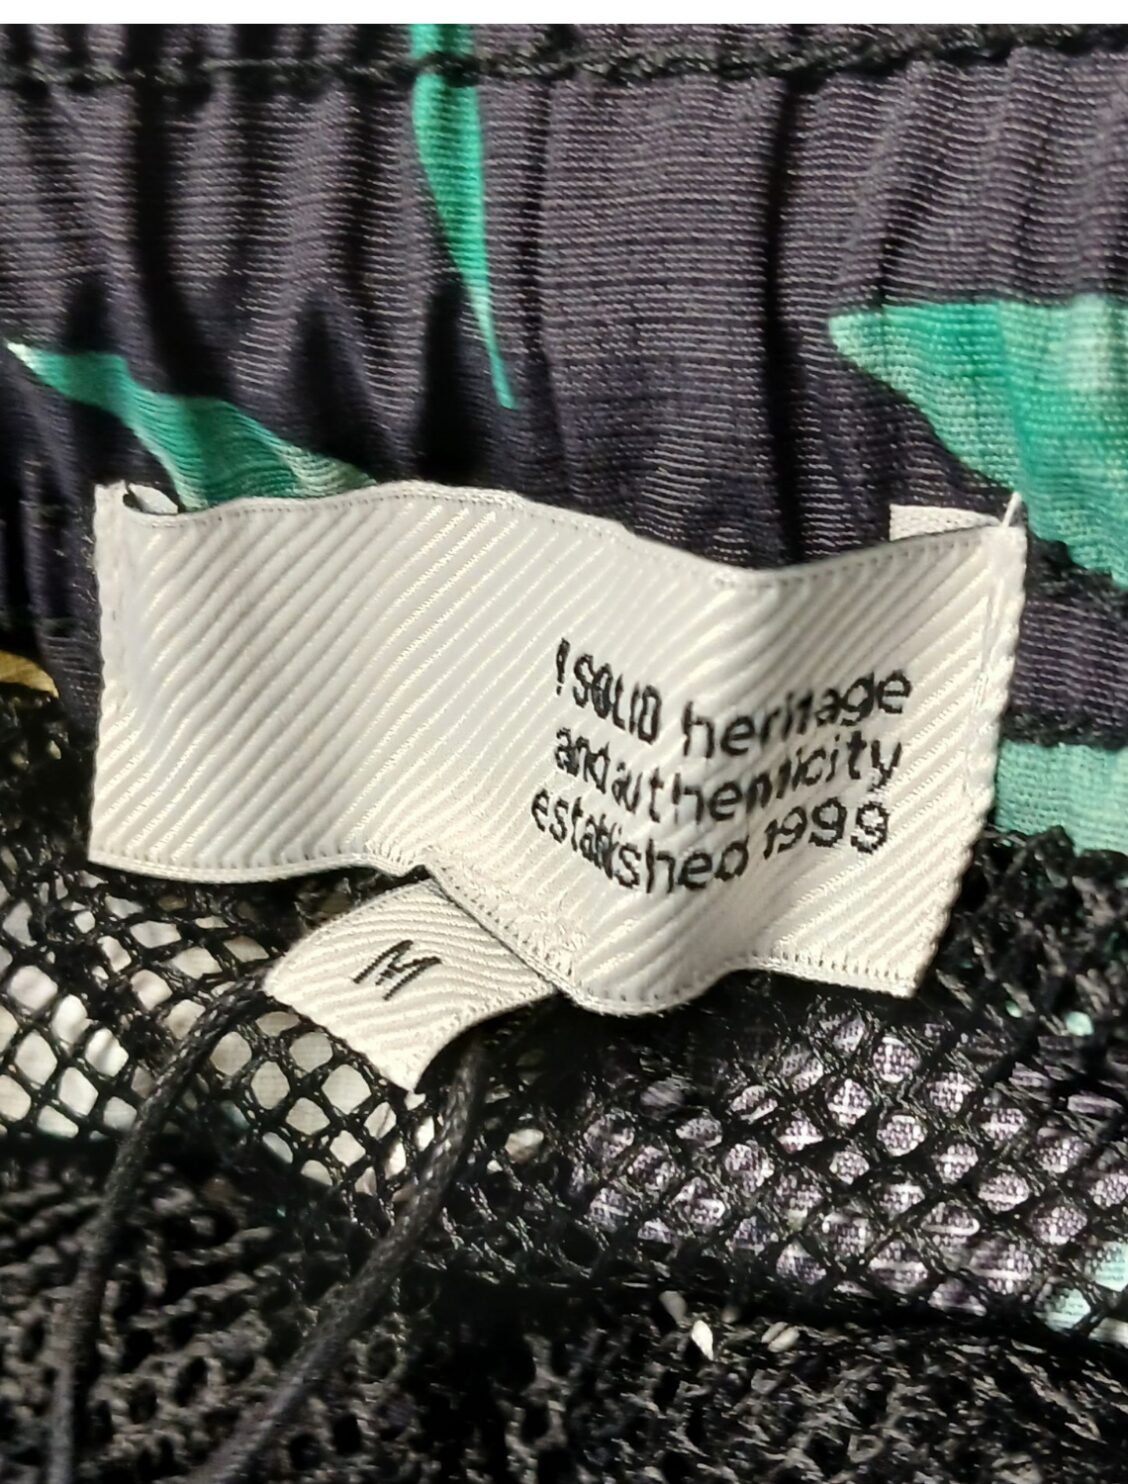 !SOLID heritage
and authenticity
established 1999
M